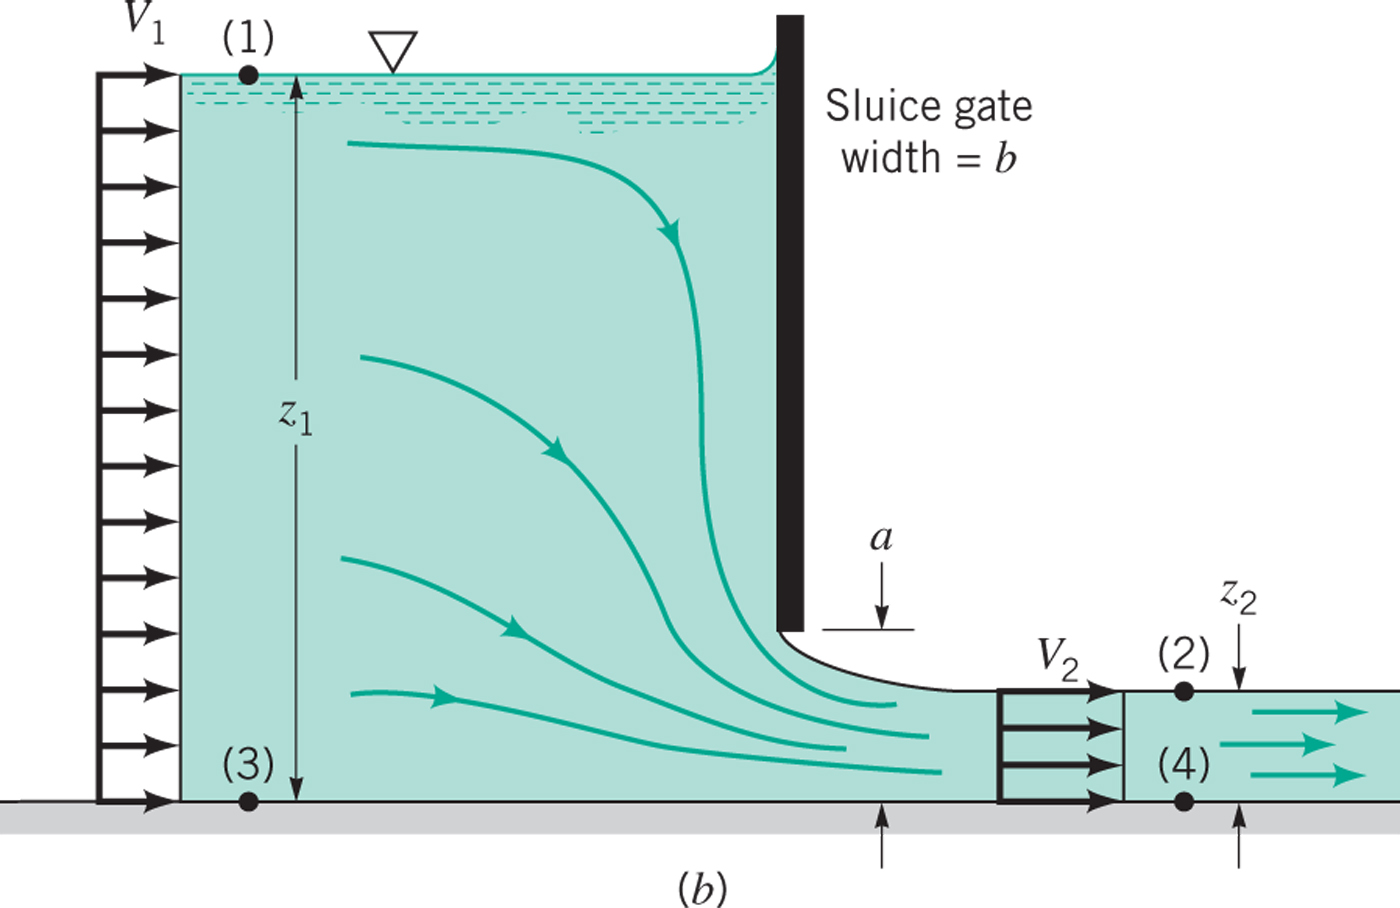 V1
(1)
Sluice gate
width = b
z1
a
z2
V2
(2)
(3)
(4)
(b)